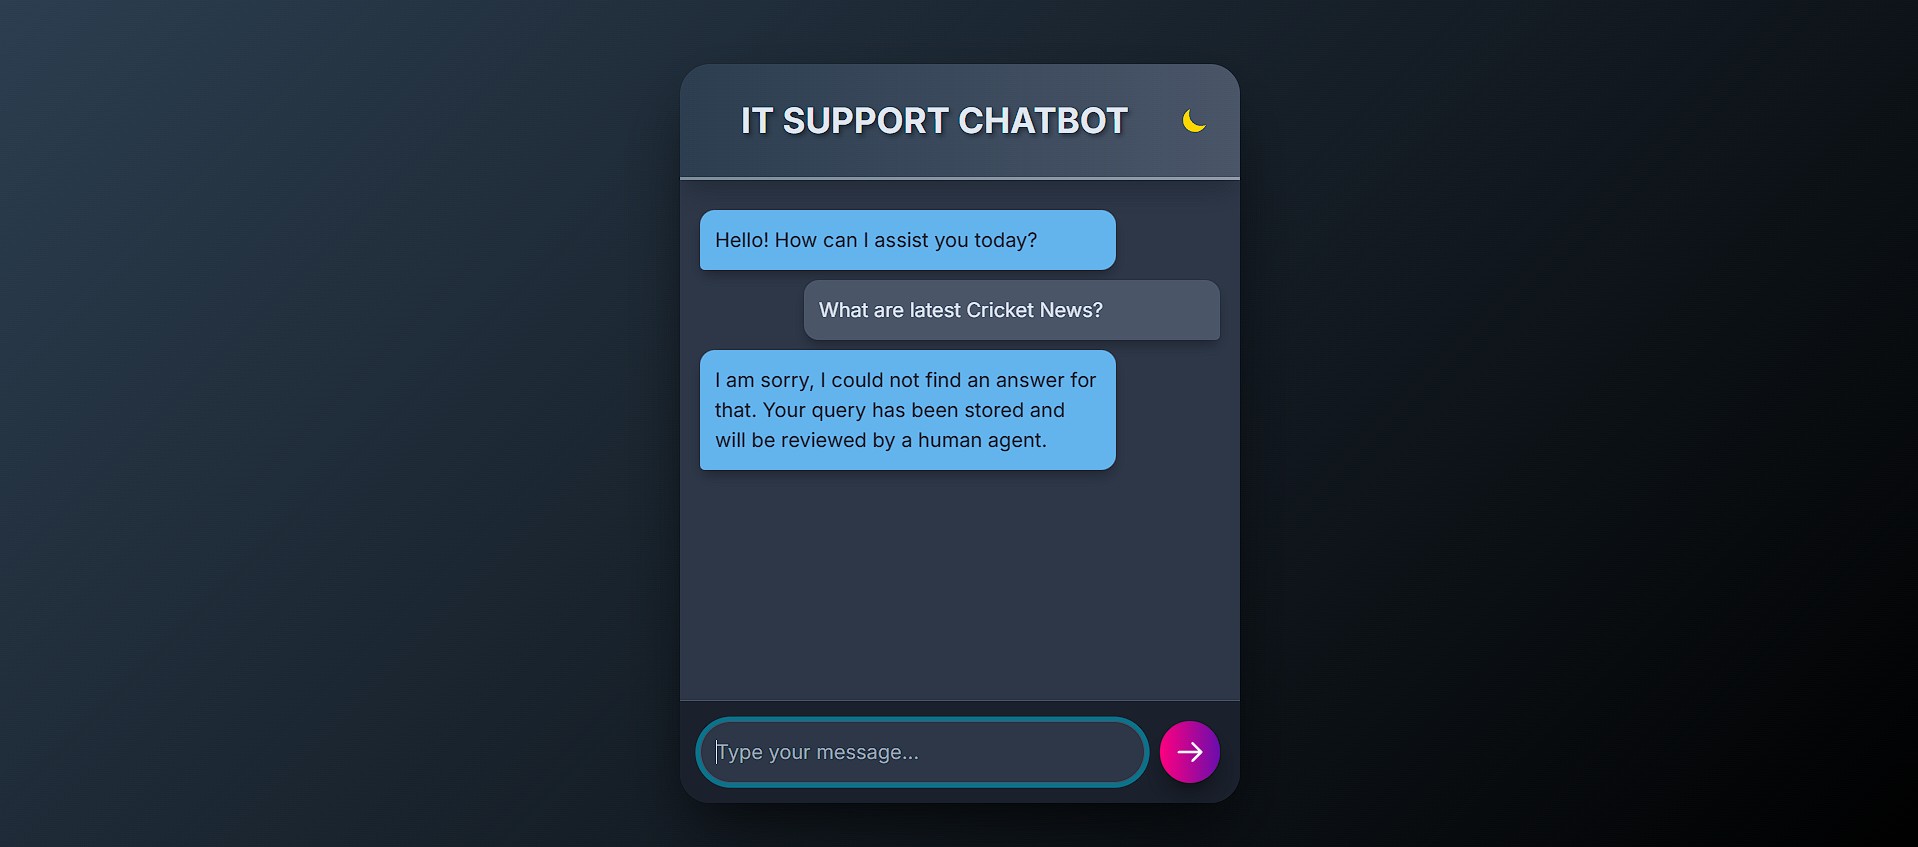 IT SUPPORT CHATBOT
Hello! How can I assist you today?
What are latest Cricket News?
I am sorry, I could not find an answer for
that. Your query has been stored and
will be reviewed by a human agent.
Type your message...